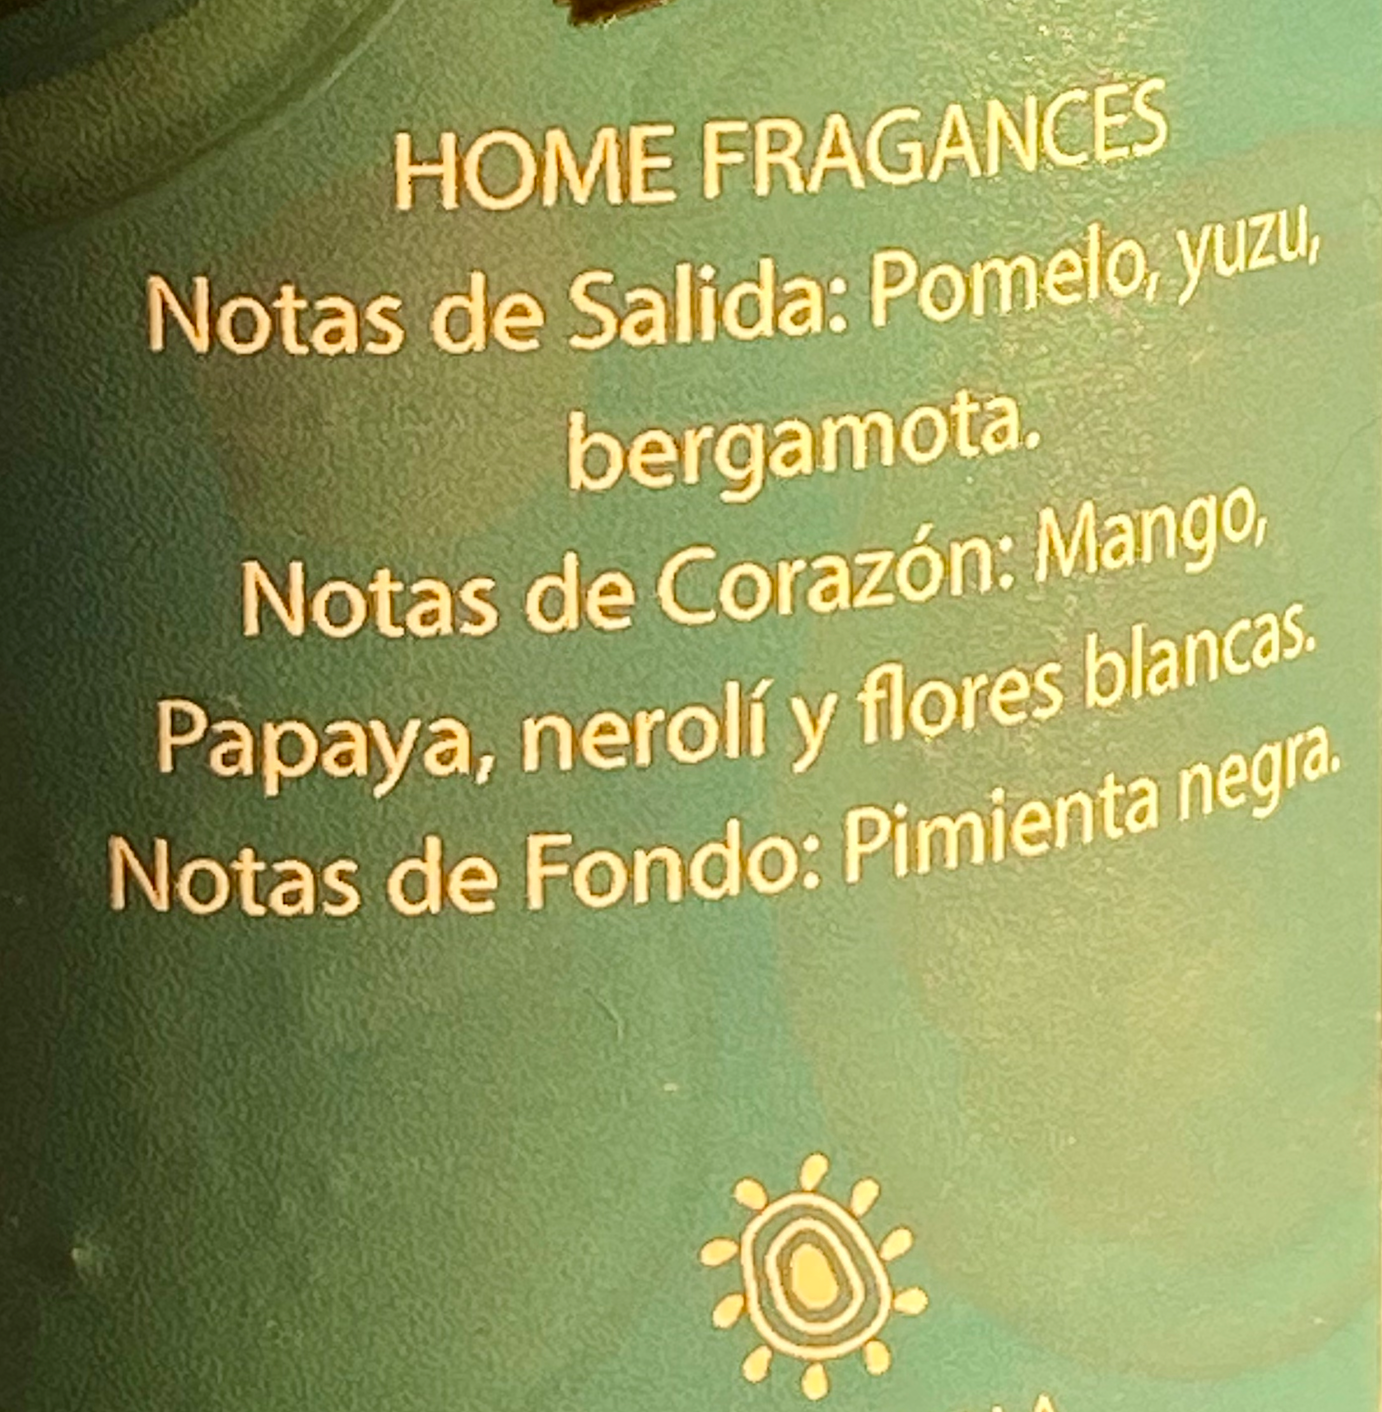 HOME FRAGANCES
Notas de Salida: Pomelo, yuzu,
bergamota.
Notas de Corazón: Mango,
Papaya, nerolí y flores blancas.
Notas de Fondo: Pimienta negra.